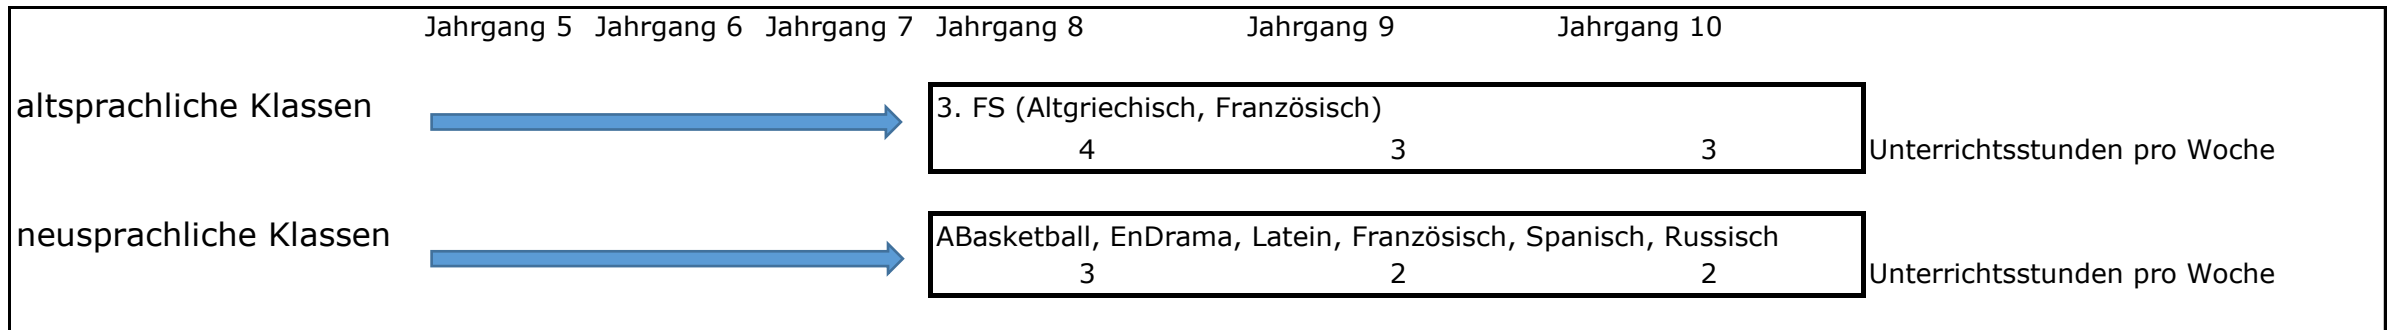 Jahrgang 5 Jahrgang 6 Jahrgang 7 Jahrgang 8 Jahrgang 9 Jahrgang 10
altsprachliche Klassen 3. FS (Altgriechisch, Französisch)
4 3 3 Unterrichtsstunden pro Woche
neusprachliche Klassen ABasketball, EnDrama, Latein, Französisch, Spanisch, Russisch
3 2 2 Unterrichtsstunden pro Woche